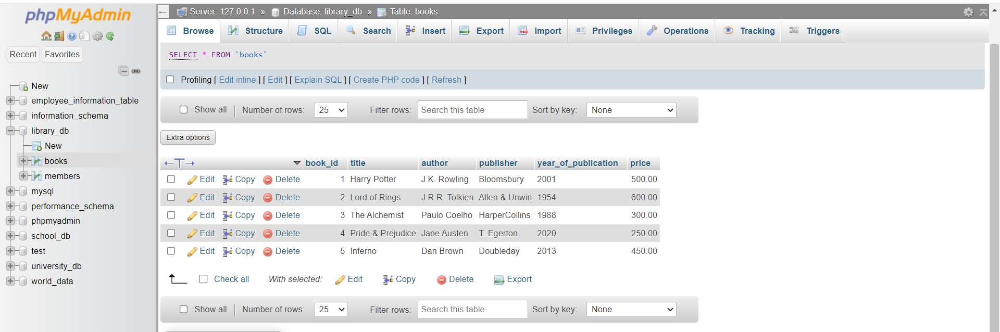 phpMyAdmin
Recent Favorites
New
employee_information_table
information_schema
library_db
New
books
members
mysql
performance_schema
phpmyadmin
school_db
test
university_db
world_data
Server: 127.0.0.1 » Database: library_db » Table: books
Browse Structure SQL Search Insert Export Import Privileges Operations Tracking Triggers
SELECT * FROM `books`
Profiling [ Edit inline ] [ Edit ] [ Explain SQL ] [ Create PHP code ] [ Refresh ]
Show all Number of rows: 25 Filter rows: Search this table Sort by key: None
Extra options
←T→ book_id title author publisher year_of_publication price
Edit Copy Delete 1 Harry Potter J.K. Rowling Bloomsbury 2001 500.00
Edit Copy Delete 2 Lord of Rings J.R.R. Tolkien Allen & Unwin 1954 600.00
Edit Copy Delete 3 The Alchemist Paulo Coelho HarperCollins 1988 300.00
Edit Copy Delete 4 Pride & Prejudice Jane Austen T. Egerton 2020 250.00
Edit Copy Delete 5 Inferno Dan Brown Doubleday 2013 450.00
Check all With selected: Edit Copy Delete Export
Show all Number of rows: 25 Filter rows: Search this table Sort by key: None